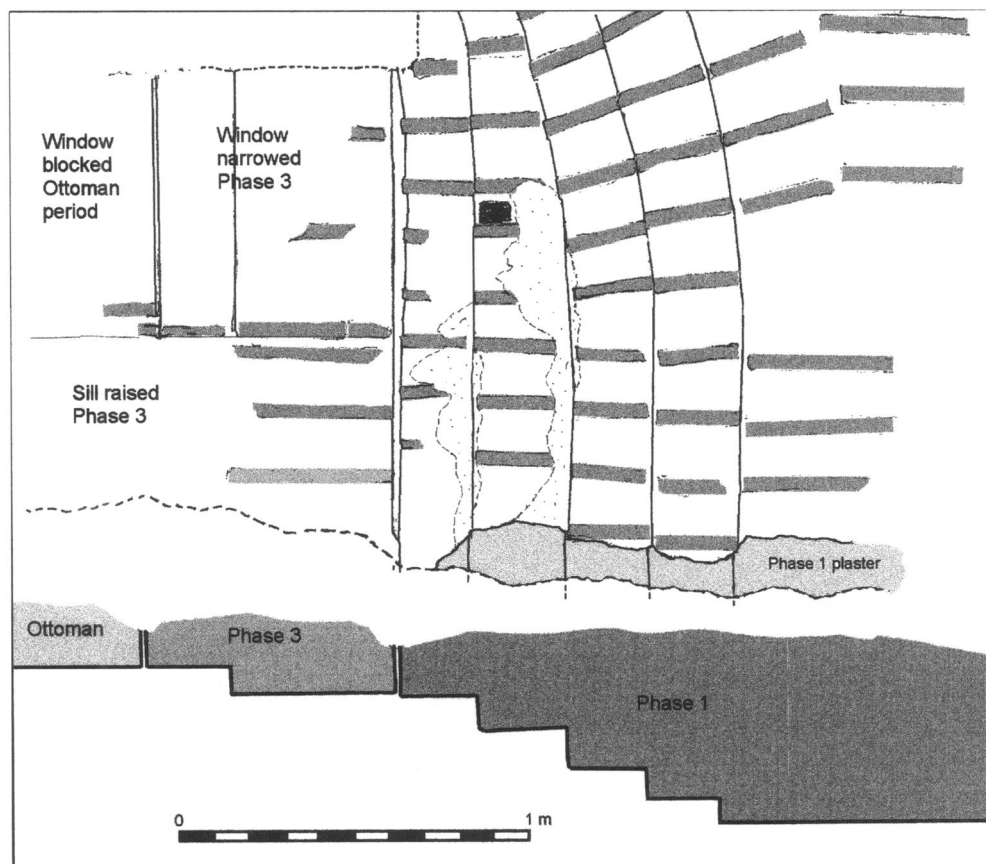 Window
blocked
Ottoman
period
Window
narrowed
Phase 3
Sill raised
Phase 3
Phase 1 plaster
Ottoman
Phase 3
Phase 1
0
1 m